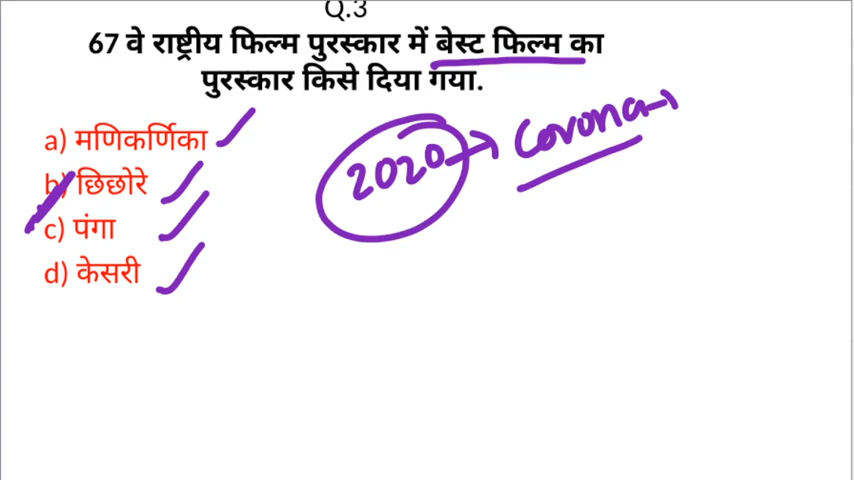 Q.3
67 वे राष्ट्रीय फिल्म पुरस्कार में बेस्ट फिल्म का
पुरस्कार किसे दिया गया.
a) मणिकर्णिका
b) छिछोरे
c) पंगा
d) केसरी
2020 → Corona →